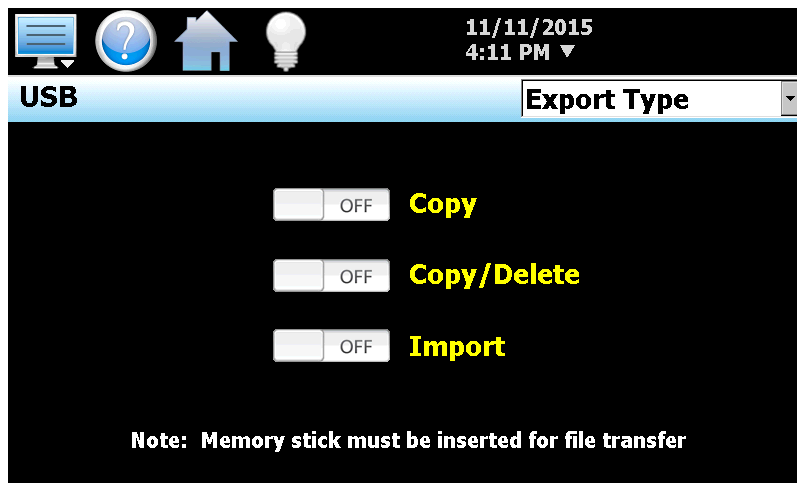 11/11/2015
4:11 PM ▼
USB
Export Type
OFF Copy
OFF Copy/Delete
OFF Import
Note: Memory stick must be inserted for file transfer